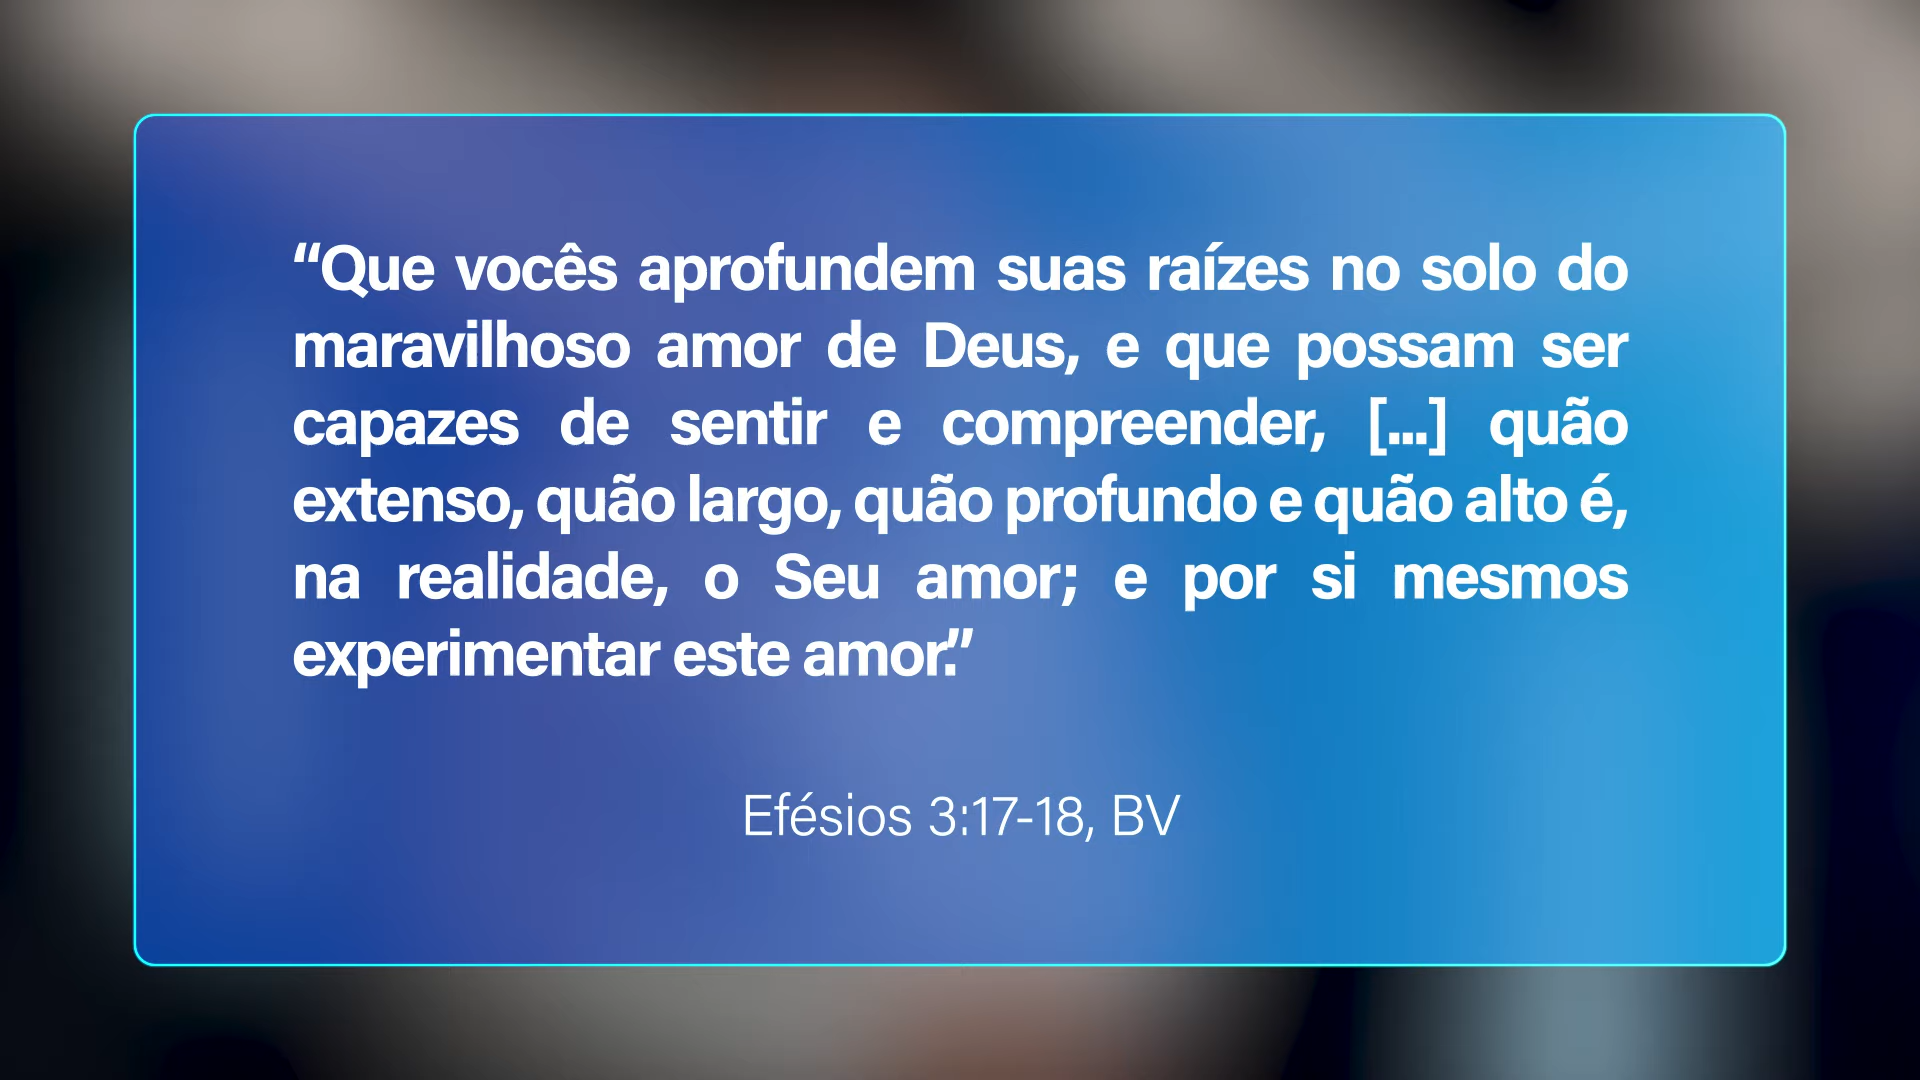 “Que vocês aprofundem suas raízes no solo do
maravilhoso amor de Deus, e que possam ser
capazes de sentir e compreender, [...] quão
extenso, quão largo, quão profundo e quão alto é,
na realidade, o Seu amor; e por si mesmos
experimentar este amor.”
Efésios 3:17-18, BV